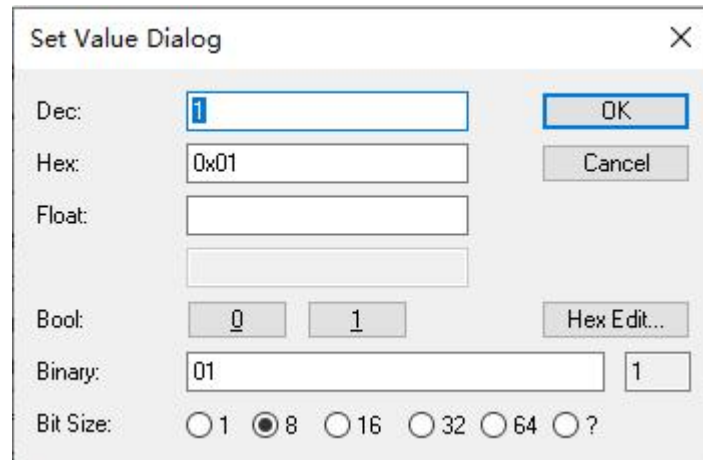 Set Value Dialog
Dec: 1 OK
Hex: 0x01 Cancel
Float:
Bool: 0 1 Hex Edit...
Binary: 01 1
Bit Size: 1 8 16 32 64 ?